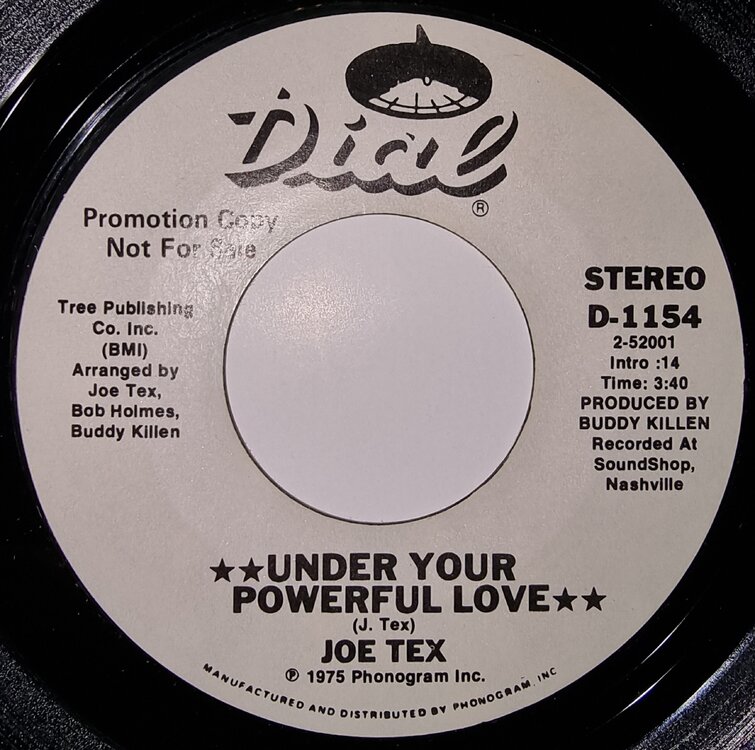 Dial
®
Promotion Copy
Not For Sale
Tree Publishing
Co. Inc.
(BMI)
Arranged by
Joe Tex,
Bob Holmes,
Buddy Killen
STEREO
D-1154
2-52001
Intro :14
Time: 3:40
PRODUCED BY
BUDDY KILLEN
Recorded At
SoundShop,
Nashville
★★UNDER YOUR
POWERFUL LOVE★★
(J. Tex)
JOE TEX
℗ 1975 Phonogram Inc.
MANUFACTURED AND DISTRIBUTED BY PHONOGRAM, INC